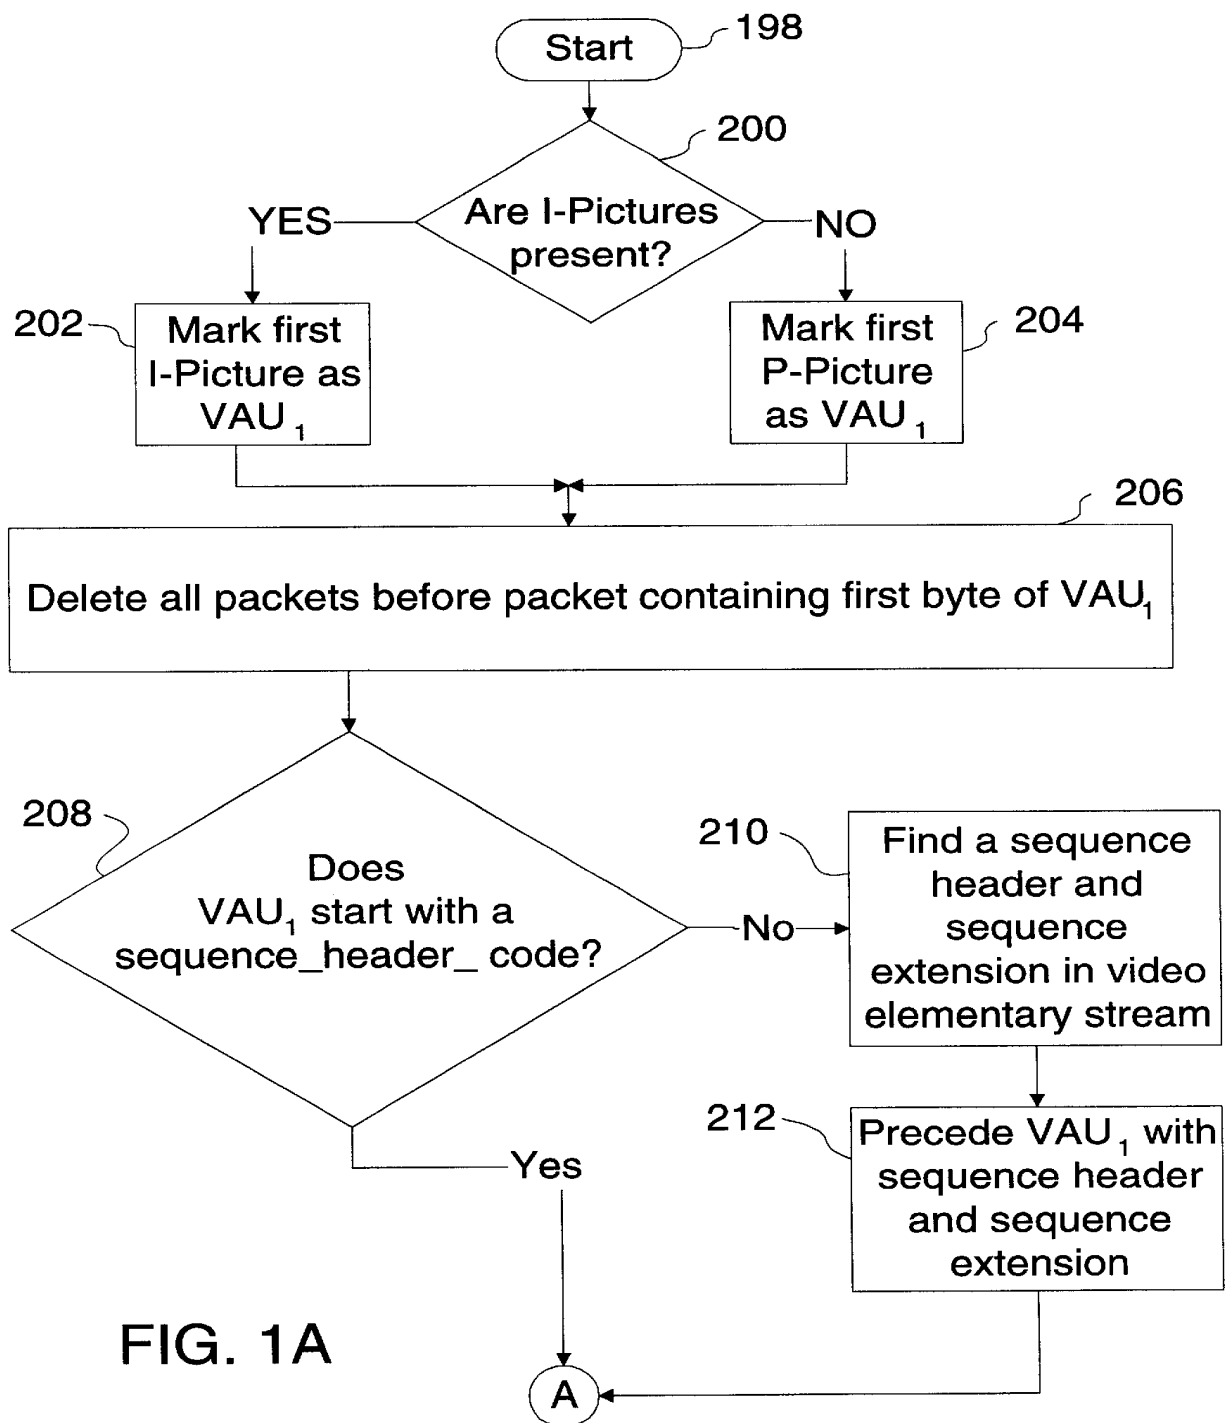 Start
198
200
Are I-Pictures
present?
YES
NO
202
Mark first
I-Picture as
VAU₁
Mark first
P-Picture
as VAU₁
204
206
Delete all packets before packet containing first byte of VAU₁
208
Does
VAU₁ start with a
sequence_header_ code?
No
210
Find a sequence
header and
sequence
extension in video
elementary stream
212
Precede VAU₁ with
sequence header
and sequence
extension
Yes
FIG. 1A
A